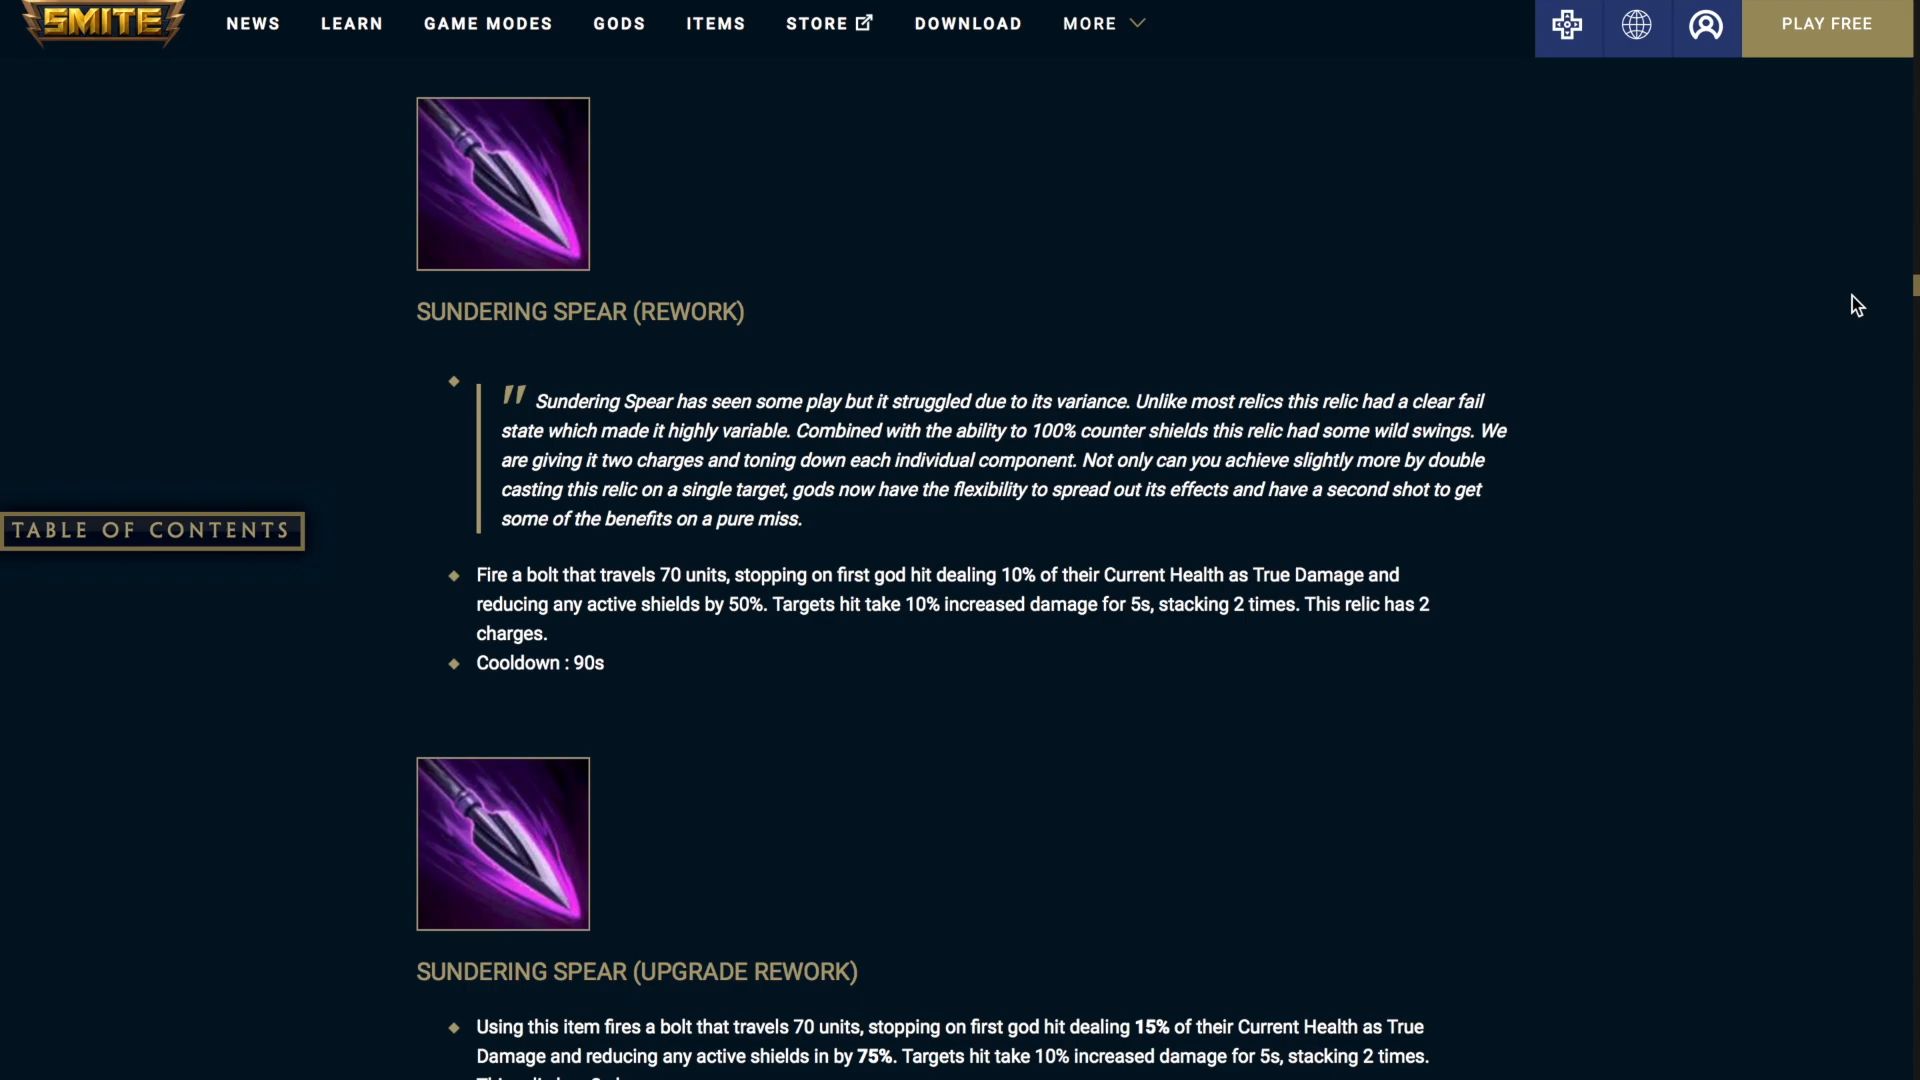 SMITE NEWS LEARN GAME MODES GODS ITEMS STORE DOWNLOAD MORE PLAY FREE
SUNDERING SPEAR (REWORK)
" Sundering Spear has seen some play but it struggled due to its variance. Unlike most relics this relic had a clear fail
state which made it highly variable. Combined with the ability to 100% counter shields this relic had some wild swings. We
are giving it two charges and toning down each individual component. Not only can you achieve slightly more by double
casting this relic on a single target, gods now have the flexibility to spread out its effects and have a second shot to get
some of the benefits on a pure miss.
TABLE OF CONTENTS
Fire a bolt that travels 70 units, stopping on first god hit dealing 10% of their Current Health as True Damage and
reducing any active shields by 50%. Targets hit take 10% increased damage for 5s, stacking 2 times. This relic has 2
charges.
Cooldown : 90s
SUNDERING SPEAR (UPGRADE REWORK)
Using this item fires a bolt that travels 70 units, stopping on first god hit dealing 15% of their Current Health as True
Damage and reducing any active shields in by 75%. Targets hit take 10% increased damage for 5s, stacking 2 times.